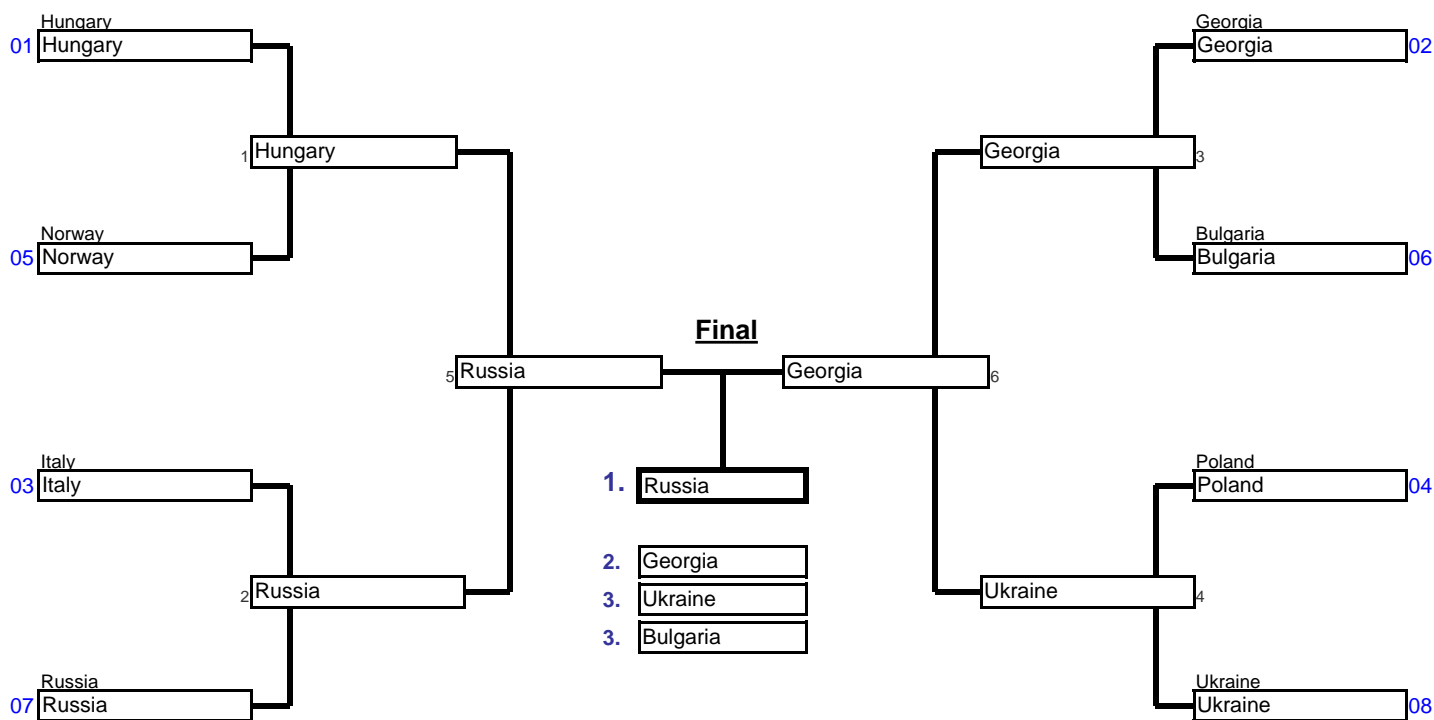 Hungary
01 Hungary
1 Hungary
Norway
05 Norway
Italy
03 Italy
2 Russia
Russia
07 Russia
5 Russia
Final
Georgia 6
1. Russia
2. Georgia
3. Ukraine
3. Bulgaria
Georgia
Georgia 02
Georgia 3
Bulgaria
Bulgaria 06
Poland
Poland 04
Ukraine 4
Ukraine
Ukraine 08